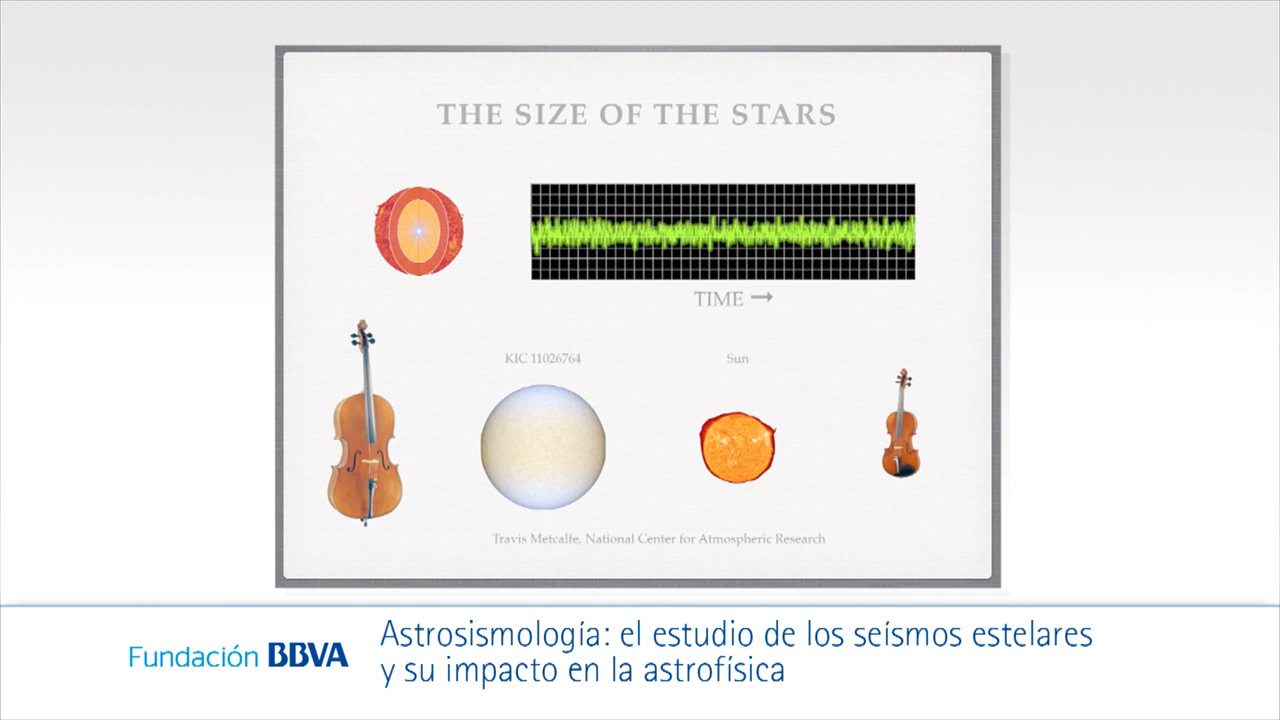 THE SIZE OF THE STARS
TIME →
KIC 11026764
Sun
Travis Metcalfe, National Center for Atmospheric Research
Fundación BBVA
Astrosismología: el estudio de los seísmos estelares
y su impacto en la astrofísica